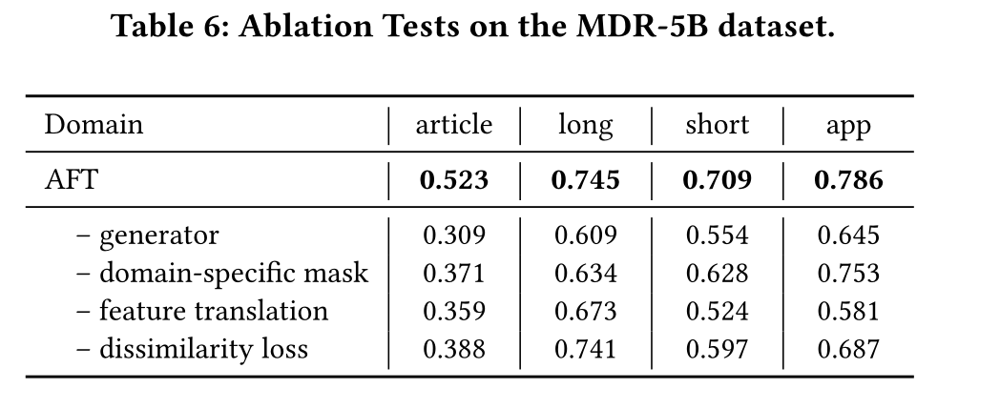 Table 6: Ablation Tests on the MDR-5B dataset.
Domain article long short app
AFT 0.523 0.745 0.709 0.786
– generator 0.309 0.609 0.554 0.645
– domain-specific mask 0.371 0.634 0.628 0.753
– feature translation 0.359 0.673 0.524 0.581
– dissimilarity loss 0.388 0.741 0.597 0.687